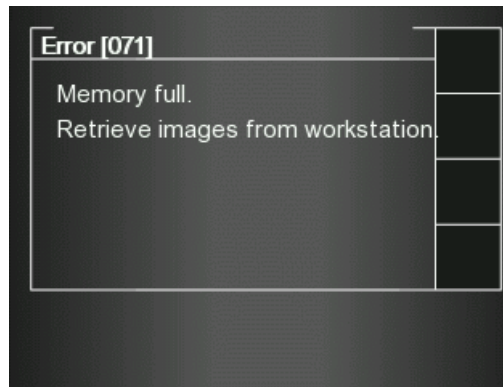 Error [071]
Memory full.
Retrieve images from workstation.